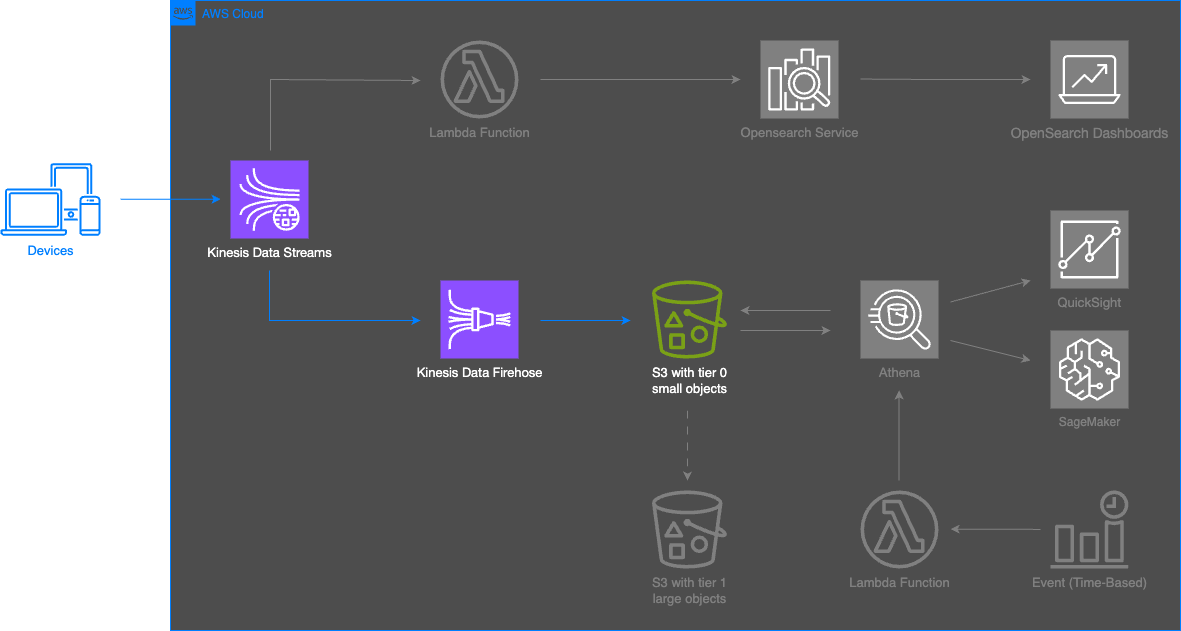 aws
AWS Cloud
Lambda Function
Opensearch Service
OpenSearch Dashboards
Devices
Kinesis Data Streams
QuickSight
Kinesis Data Firehose
S3 with tier 0
small objects
Athena
SageMaker
S3 with tier 1
large objects
Lambda Function
Event (Time-Based)